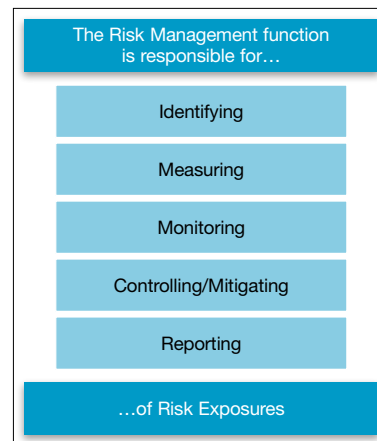 The Risk Management function
is responsible for…
Identifying
Measuring
Monitoring
Controlling/Mitigating
Reporting
…of Risk Exposures